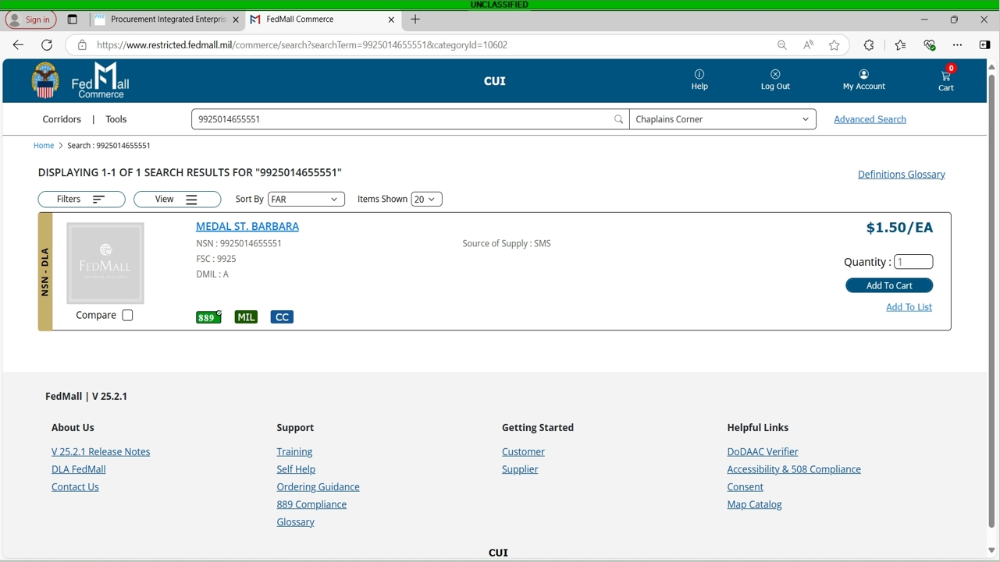 UNCLASSIFIED
Sign in
Procurement Integrated Enterpris
FedMall Commerce
https://www.restricted.fedmall.mil/commerce/search?searchTerm=9925014655551&categoryId=10602
FedMall
Commerce
CUI
Help
Log Out
My Account
0
Cart
Corridors | Tools
9925014655551
Chaplains Corner
Advanced Search
Home > Search : 9925014655551
DISPLAYING 1-1 OF 1 SEARCH RESULTS FOR "9925014655551"
Definitions Glossary
Filters
View
Sort By FAR
Items Shown 20
NSN - DLA
FEDMALL
Compare
MEDAL ST. BARBARA
NSN : 9925014655551
FSC : 9925
DMIL : A
Source of Supply : SMS
889
MIL
CC
$1.50/EA
Quantity : 1
Add To Cart
Add To List
FedMall | V 25.2.1
About Us
V 25.2.1 Release Notes
DLA FedMall
Contact Us
Support
Training
Self Help
Ordering Guidance
889 Compliance
Glossary
Getting Started
Customer
Supplier
Helpful Links
DoDAAC Verifier
Accessibility & 508 Compliance
Consent
Map Catalog
CUI